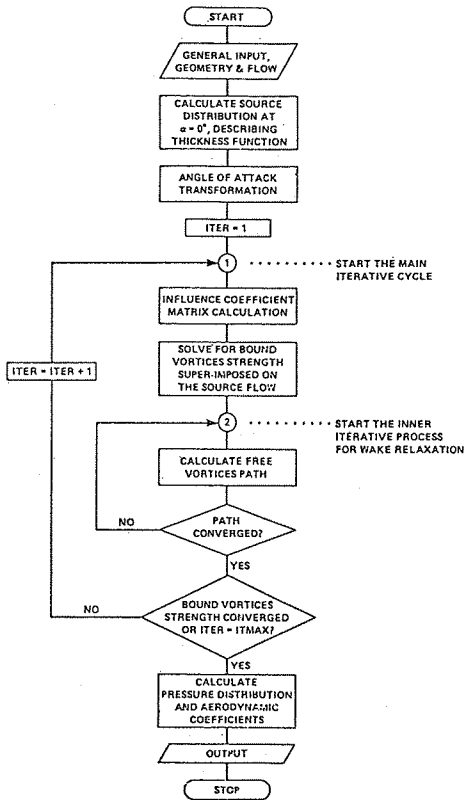 START
GENERAL INPUT,
GEOMETRY & FLOW
CALCULATE SOURCE
DISTRIBUTION AT
α = 0°, DESCRIBING
THICKNESS FUNCTION
ANGLE OF ATTACK
TRANSFORMATION
ITER = 1
1
START THE MAIN
ITERATIVE CYCLE
INFLUENCE COEFFICIENT
MATRIX CALCULATION
ITER = ITER + 1
SOLVE FOR BOUND
VORTICES STRENGTH
SUPER-IMPOSED ON
THE SOURCE FLOW
2
START THE INNER
ITERATIVE PROCESS
FOR WAKE RELAXATION
CALCULATE FREE
VORTICES PATH
NO
PATH
CONVERGED?
YES
NO
BOUND VORTICES
STRENGTH CONVERGED
OR ITER = ITMAX?
YES
CALCULATE
PRESSURE DISTRIBUTION
AND AERODYNAMIC
COEFFICIENTS
OUTPUT
STOP